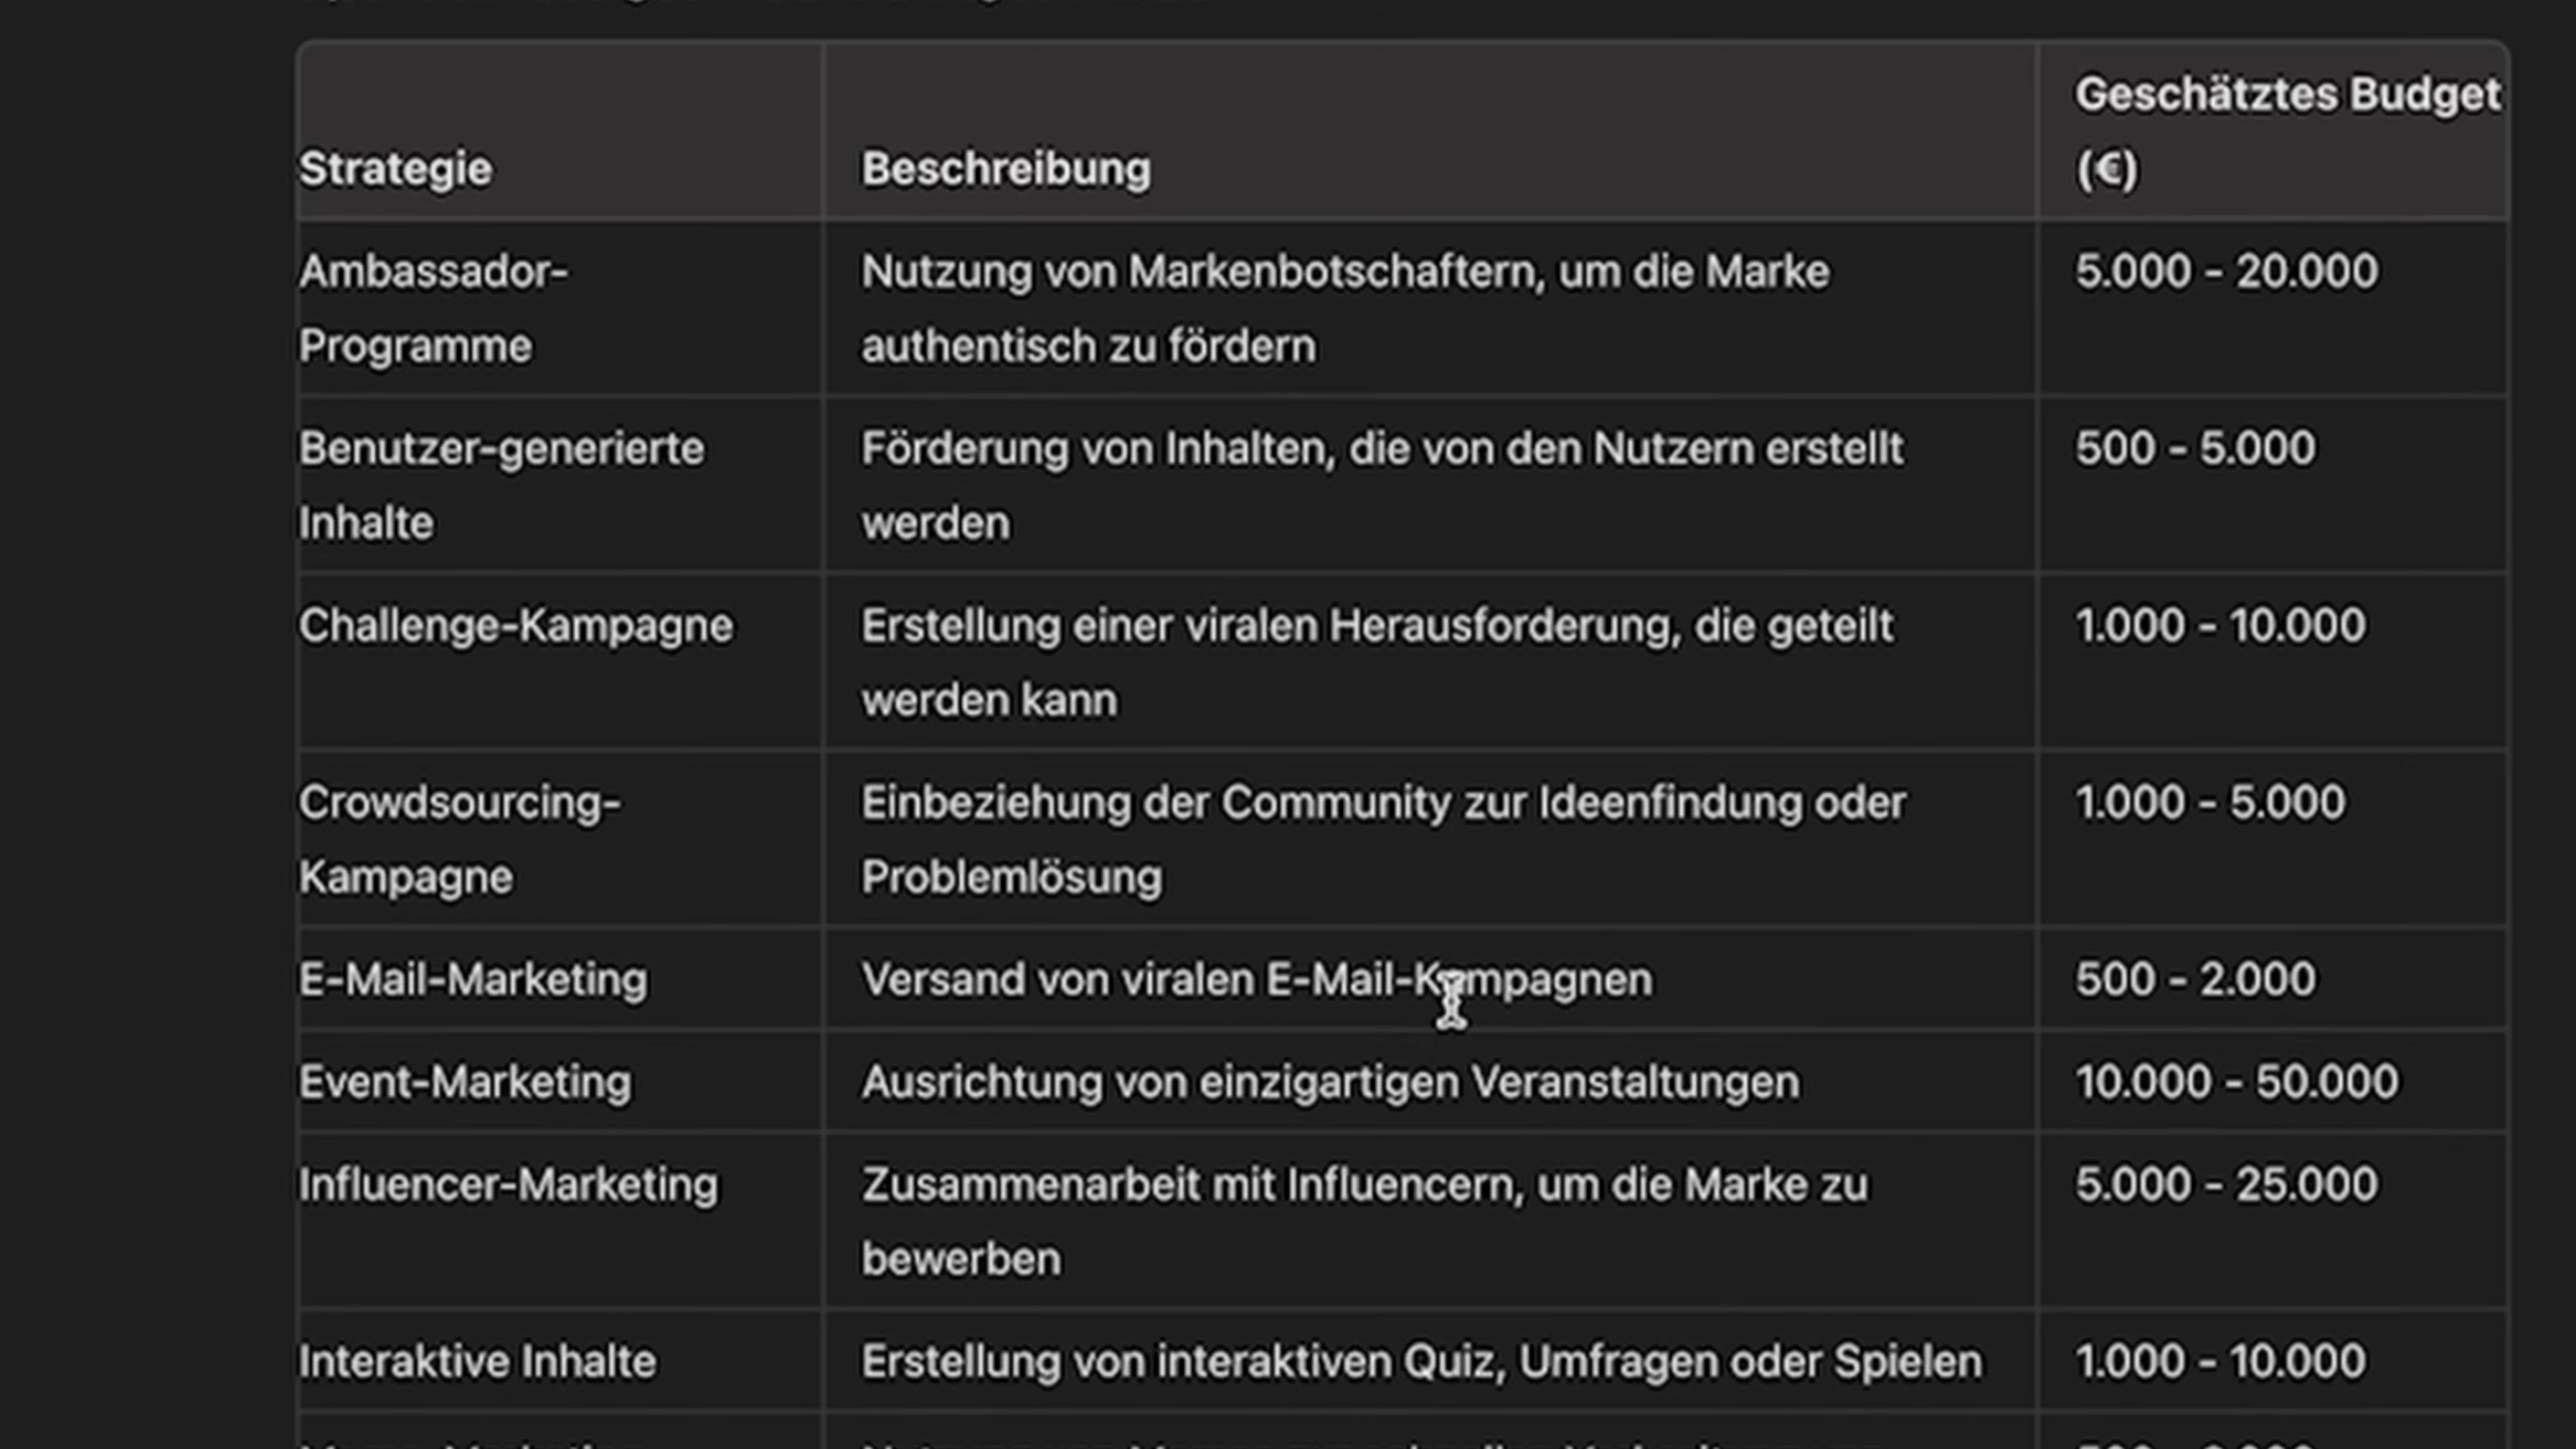 Strategie
Beschreibung
Geschätztes Budget
(€)
Ambassador-
Programme
Nutzung von Markenbotschaftern, um die Marke
authentisch zu fördern
5.000 - 20.000
Benutzer-generierte
Inhalte
Förderung von Inhalten, die von den Nutzern erstellt
werden
500 - 5.000
Challenge-Kampagne
Erstellung einer viralen Herausforderung, die geteilt
werden kann
1.000 - 10.000
Crowdsourcing-
Kampagne
Einbeziehung der Community zur Ideenfindung oder
Problemlösung
1.000 - 5.000
E-Mail-Marketing
Versand von viralen E-Mail-Kampagnen
500 - 2.000
Event-Marketing
Ausrichtung von einzigartigen Veranstaltungen
10.000 - 50.000
Influencer-Marketing
Zusammenarbeit mit Influencern, um die Marke zu
bewerben
5.000 - 25.000
Interaktive Inhalte
Erstellung von interaktiven Quiz, Umfragen oder Spielen
1.000 - 10.000